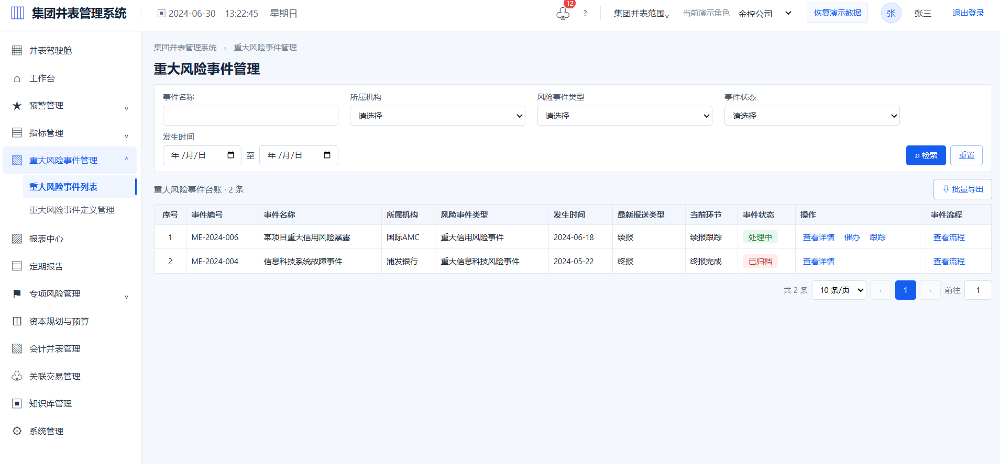 集团并表管理系统
2024-06-30 13:22:45 星期日
12
?
集团并表范围
当前演示角色 金控公司
恢复演示数据
张 张三
退出登录
并表驾驶舱
工作台
预警管理
指标管理
重大风险事件管理
重大风险事件列表
重大风险事件定义管理
报表中心
定期报告
专项风险管理
资本规划与预算
会计并表管理
关联交易管理
知识库管理
系统管理
集团并表管理系统 › 重大风险事件管理
重大风险事件管理
事件名称 所属机构 风险事件类型 事件状态
请选择 请选择 请选择
发生时间
年 /月/日 至 年 /月/日 检索 重置
重大风险事件台账 · 2 条 批量导出
序号 事件编号 事件名称 所属机构 风险事件类型 发生时间 最新报送类型 当前环节 事件状态 操作 事件流程
1 ME-2024-006 某项目重大信用风险暴露 国际AMC 重大信用风险事件 2024-06-18 续报 续报跟踪 处理中 查看详情 催办 跟踪 查看流程
2 ME-2024-004 信息科技系统故障事件 浦发银行 重大信息科技风险事件 2024-05-22 终报 终报完成 已归档 查看详情 查看流程
共 2 条 10 条/页 ‹ 1 › 前往 1